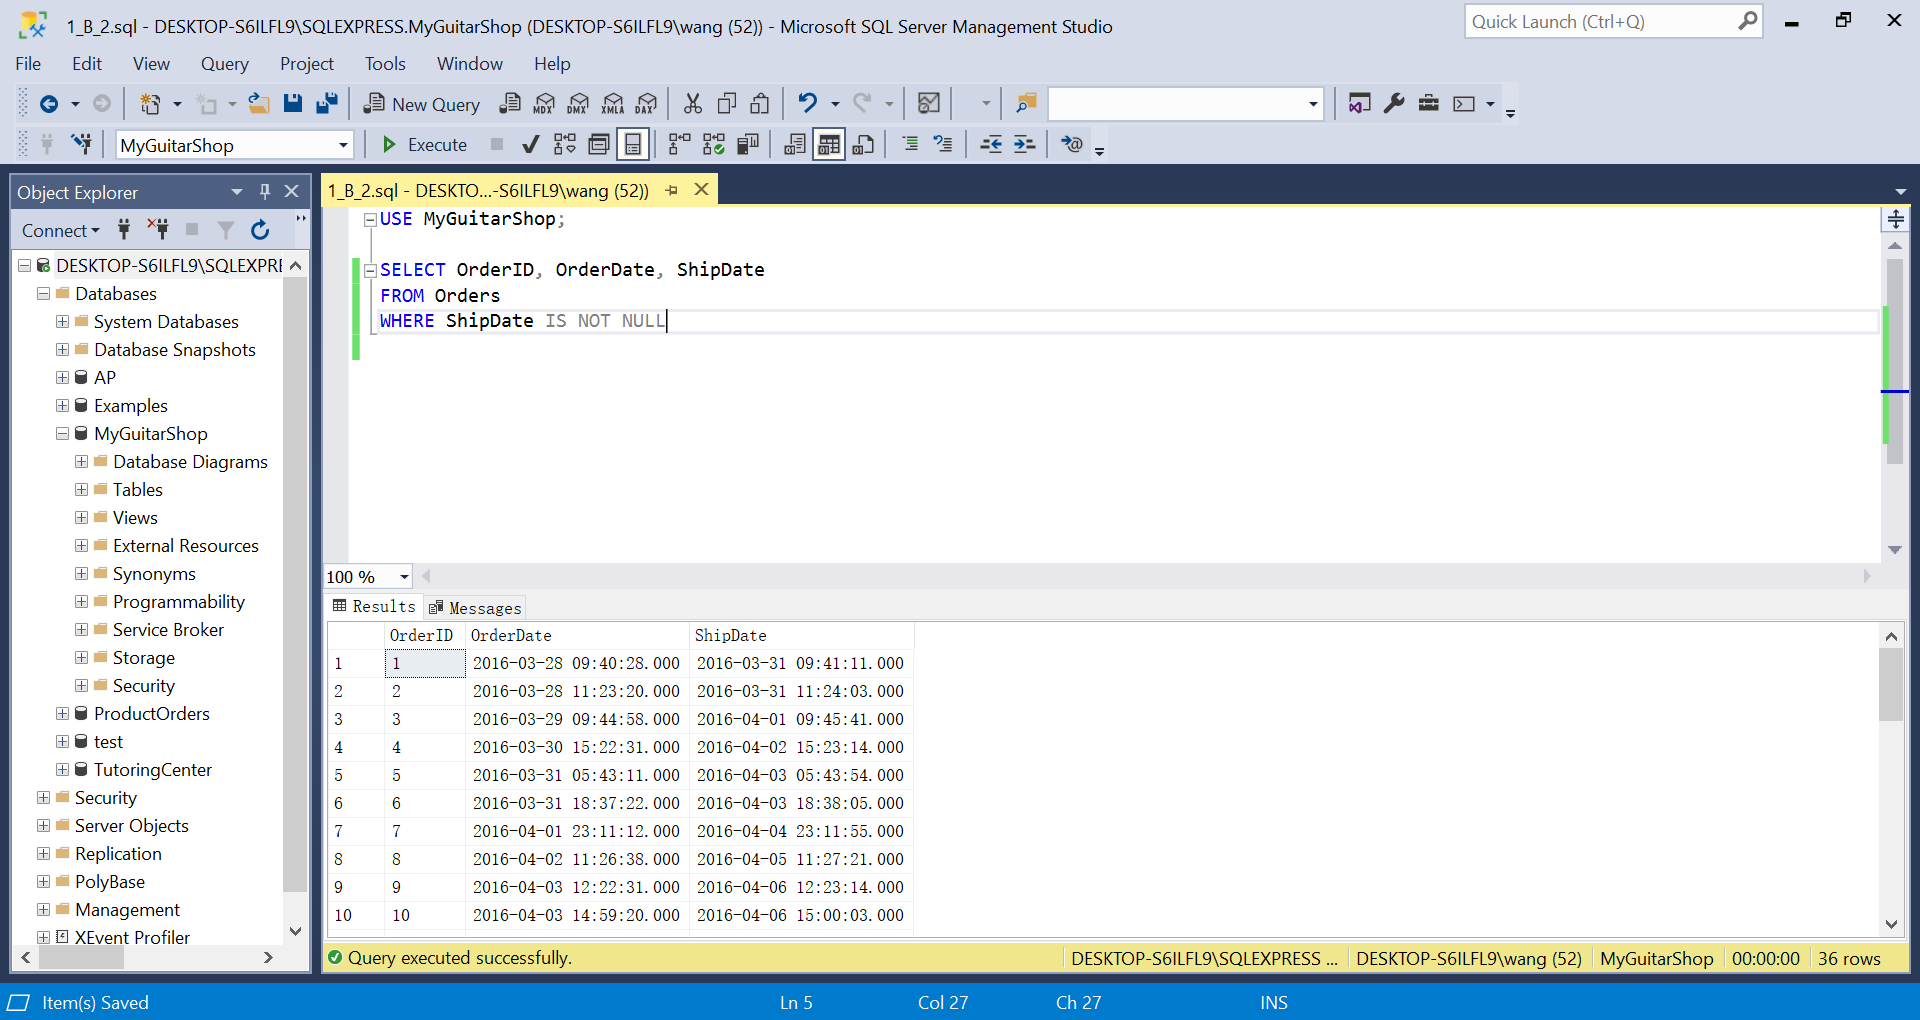 1_B_2.sql - DESKTOP-S6ILFL9\SQLEXPRESS.MyGuitarShop (DESKTOP-S6ILFL9\wang (52)) - Microsoft SQL Server Management Studio
Quick Launch (Ctrl+Q)
File Edit View Query Project Tools Window Help
New Query MDX DMX XMLA DAX
MyGuitarShop Execute
Object Explorer
1_B_2.sql - DESKTO...-S6ILFL9\wang (52))
Connect
DESKTOP-S6ILFL9\SQLEXPRE
Databases
System Databases
Database Snapshots
AP
Examples
MyGuitarShop
Database Diagrams
Tables
Views
External Resources
Synonyms
Programmability
Service Broker
Storage
Security
ProductOrders
test
TutoringCenter
Security
Server Objects
Replication
PolyBase
Management
XEvent Profiler
USE MyGuitarShop;
SELECT OrderID, OrderDate, ShipDate
FROM Orders
WHERE ShipDate IS NOT NULL
100 %
Results Messages
OrderID OrderDate ShipDate
1 1 2016-03-28 09:40:28.000 2016-03-31 09:41:11.000
2 2 2016-03-28 11:23:20.000 2016-03-31 11:24:03.000
3 3 2016-03-29 09:44:58.000 2016-04-01 09:45:41.000
4 4 2016-03-30 15:22:31.000 2016-04-02 15:23:14.000
5 5 2016-03-31 05:43:11.000 2016-04-03 05:43:54.000
6 6 2016-03-31 18:37:22.000 2016-04-03 18:38:05.000
7 7 2016-04-01 23:11:12.000 2016-04-04 23:11:55.000
8 8 2016-04-02 11:26:38.000 2016-04-05 11:27:21.000
9 9 2016-04-03 12:22:31.000 2016-04-06 12:23:14.000
10 10 2016-04-03 14:59:20.000 2016-04-06 15:00:03.000
Query executed successfully. DESKTOP-S6ILFL9\SQLEXPRESS ... DESKTOP-S6ILFL9\wang (52) MyGuitarShop 00:00:00 36 rows
Item(s) Saved Ln 5 Col 27 Ch 27 INS